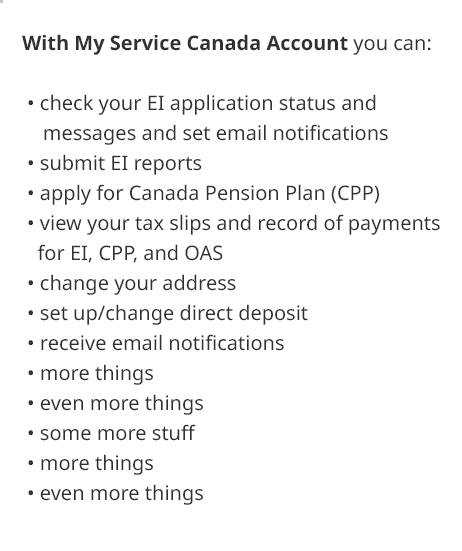 With My Service Canada Account you can:
• check your EI application status and
messages and set email notifications
• submit EI reports
• apply for Canada Pension Plan (CPP)
• view your tax slips and record of payments
for EI, CPP, and OAS
• change your address
• set up/change direct deposit
• receive email notifications
• more things
• even more things
• some more stuff
• more things
• even more things